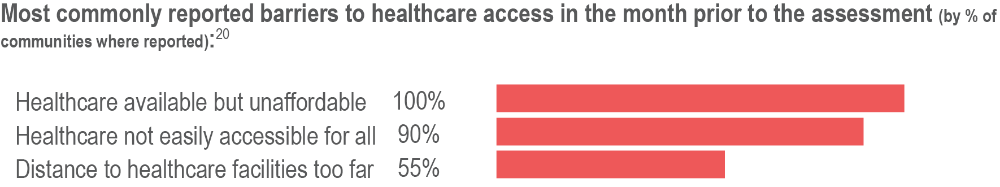 Most commonly reported barriers to healthcare access in the month prior to the assessment (by % of
communities where reported):20
Healthcare available but unaffordable 100%
Healthcare not easily accessible for all 90%
Distance to healthcare facilities too far 55%